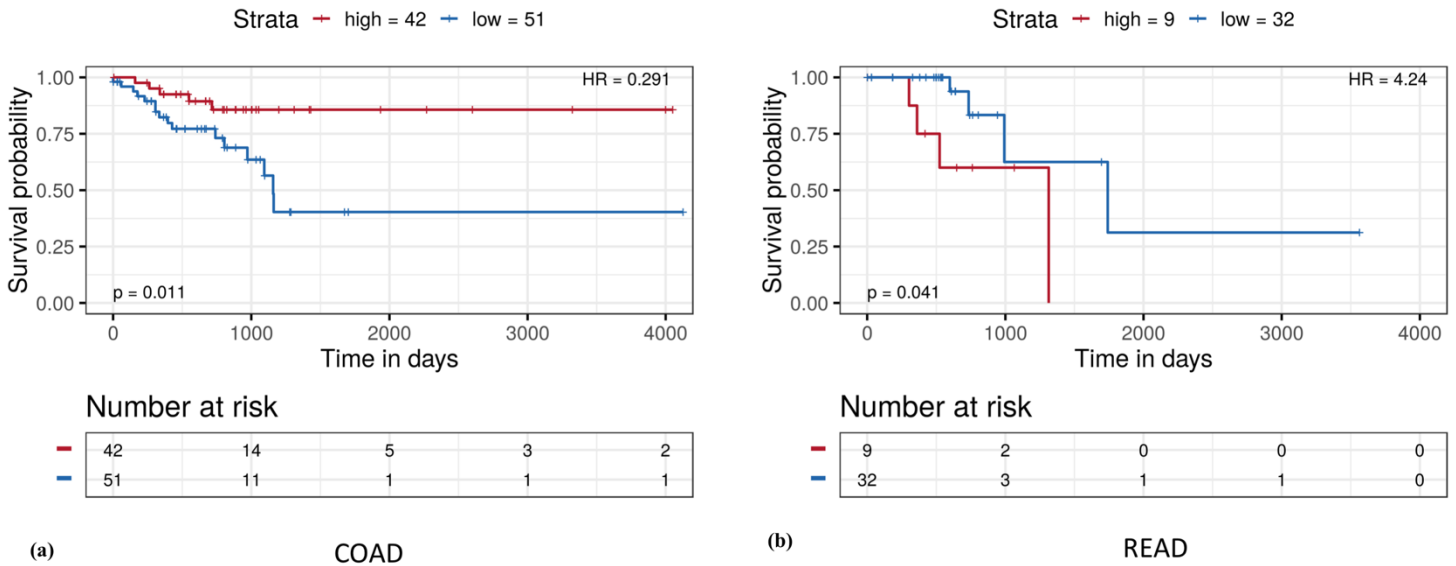 Strata high = 42 low = 51
HR = 0.291
Survival probability
1.00
0.75
0.50
0.25
0.00
p = 0.011
0 1000 2000 3000 4000
Time in days
Number at risk
42 14 5 3 2
51 11 1 1 1
(a) COAD
Strata high = 9 low = 32
HR = 4.24
Survival probability
1.00
0.75
0.50
0.25
0.00
p = 0.041
0 1000 2000 3000 4000
Time in days
Number at risk
9 2 0 0 0
32 3 1 1 0
(b) READ